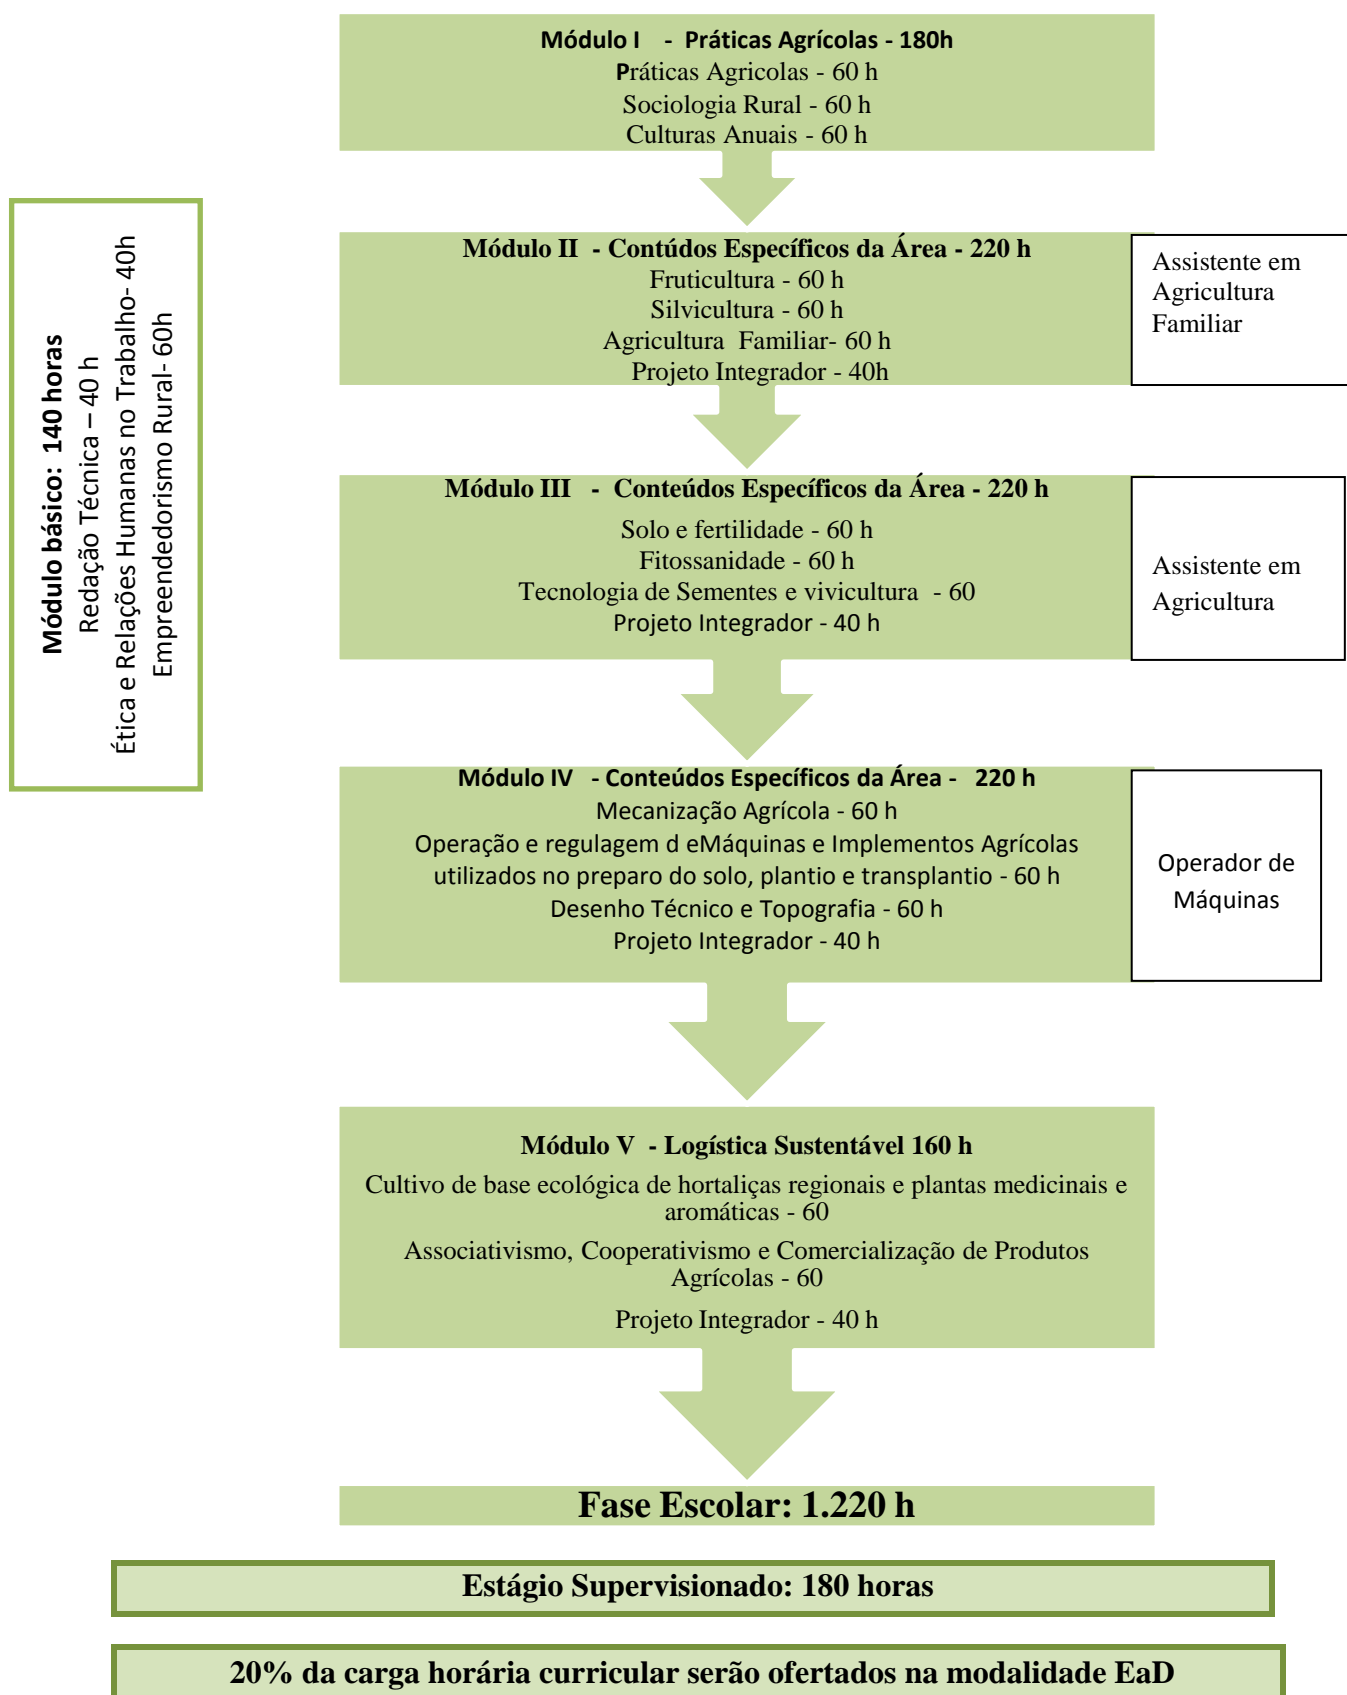 Módulo I - Práticas Agrícolas - 180h
Práticas Agricolas - 60 h
Sociologia Rural - 60 h
Culturas Anuais - 60 h
Módulo básico: 140 horas
Redação Técnica – 40 h
Ética e Relações Humanas no Trabalho- 40h
Empreendedorismo Rural- 60h
Módulo II - Contúdos Específicos da Área - 220 h
Fruticultura - 60 h
Silvicultura - 60 h
Agricultura Familiar- 60 h
Projeto Integrador - 40h
Assistente em
Agricultura
Familiar
Módulo III - Conteúdos Específicos da Área - 220 h
Solo e fertilidade - 60 h
Fitossanidade - 60 h
Tecnologia de Sementes e vivicultura - 60
Projeto Integrador - 40 h
Assistente em
Agricultura
Módulo IV - Conteúdos Específicos da Área - 220 h
Mecanização Agrícola - 60 h
Operação e regulagem d eMáquinas e Implementos Agrícolas
utilizados no preparo do solo, plantio e transplantio - 60 h
Desenho Técnico e Topografia - 60 h
Projeto Integrador - 40 h
Operador de
Máquinas
Módulo V - Logística Sustentável 160 h
Cultivo de base ecológica de hortaliças regionais e plantas medicinais e
aromáticas - 60
Associativismo, Cooperativismo e Comercialização de Produtos
Agrícolas - 60
Projeto Integrador - 40 h
Fase Escolar: 1.220 h
Estágio Supervisionado: 180 horas
20% da carga horária curricular serão ofertados na modalidade EaD